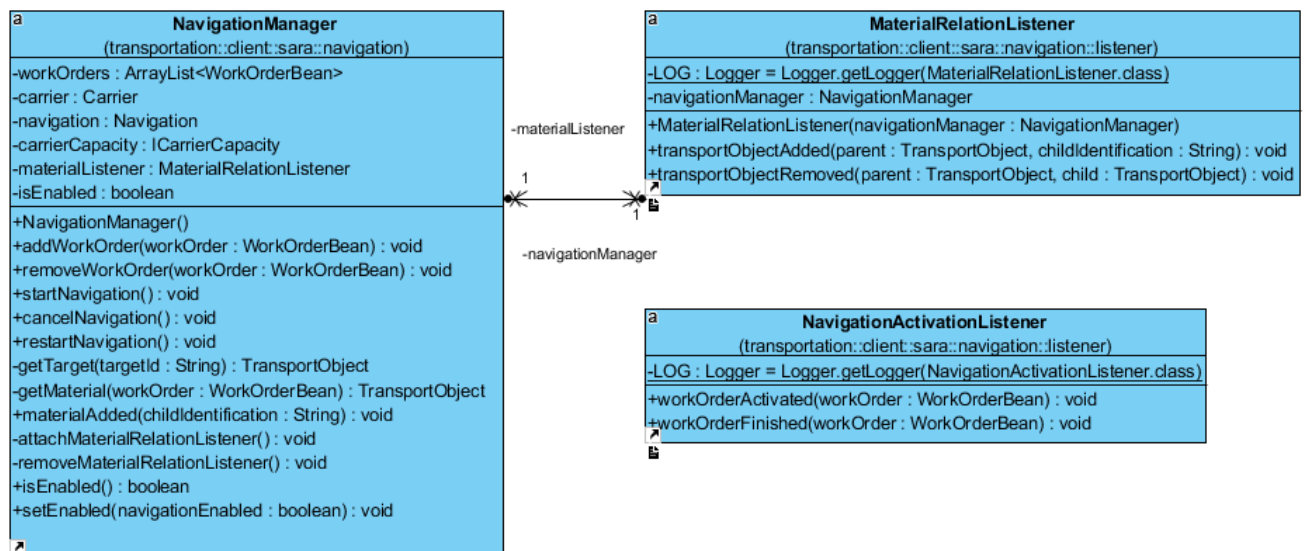 a
NavigationManager
(transportation::client::sara::navigation)
-workOrders : ArrayList<WorkOrderBean>
-carrier : Carrier
-navigation : Navigation
-carrierCapacity : ICarrierCapacity
-materialListener : MaterialRelationListener
-isEnabled : boolean
+NavigationManager()
+addWorkOrder(workOrder : WorkOrderBean) : void
+removeWorkOrder(workOrder : WorkOrderBean) : void
+startNavigation() : void
+cancelNavigation() : void
+restartNavigation() : void
-getTarget(targetId : String) : TransportObject
-getMaterial(workOrder : WorkOrderBean) : TransportObject
+materialAdded(childIdentification : String) : void
-attachMaterialRelationListener() : void
-removeMaterialRelationListener() : void
+isEnabled() : boolean
+setEnabled(navigationEnabled : boolean) : void
-materialListener
1
1
-navigationManager
a
MaterialRelationListener
(transportation::client::sara::navigation::listener)
-LOG : Logger = Logger.getLogger(MaterialRelationListener.class)
-navigationManager : NavigationManager
+MaterialRelationListener(navigationManager : NavigationManager)
+transportObjectAdded(parent : TransportObject, childIdentification : String) : void
+transportObjectRemoved(parent : TransportObject, child : TransportObject) : void
a
NavigationActivationListener
(transportation::client::sara::navigation::listener)
-LOG : Logger = Logger.getLogger(NavigationActivationListener.class)
+workOrderActivated(workOrder : WorkOrderBean) : void
+workOrderFinished(workOrder : WorkOrderBean) : void